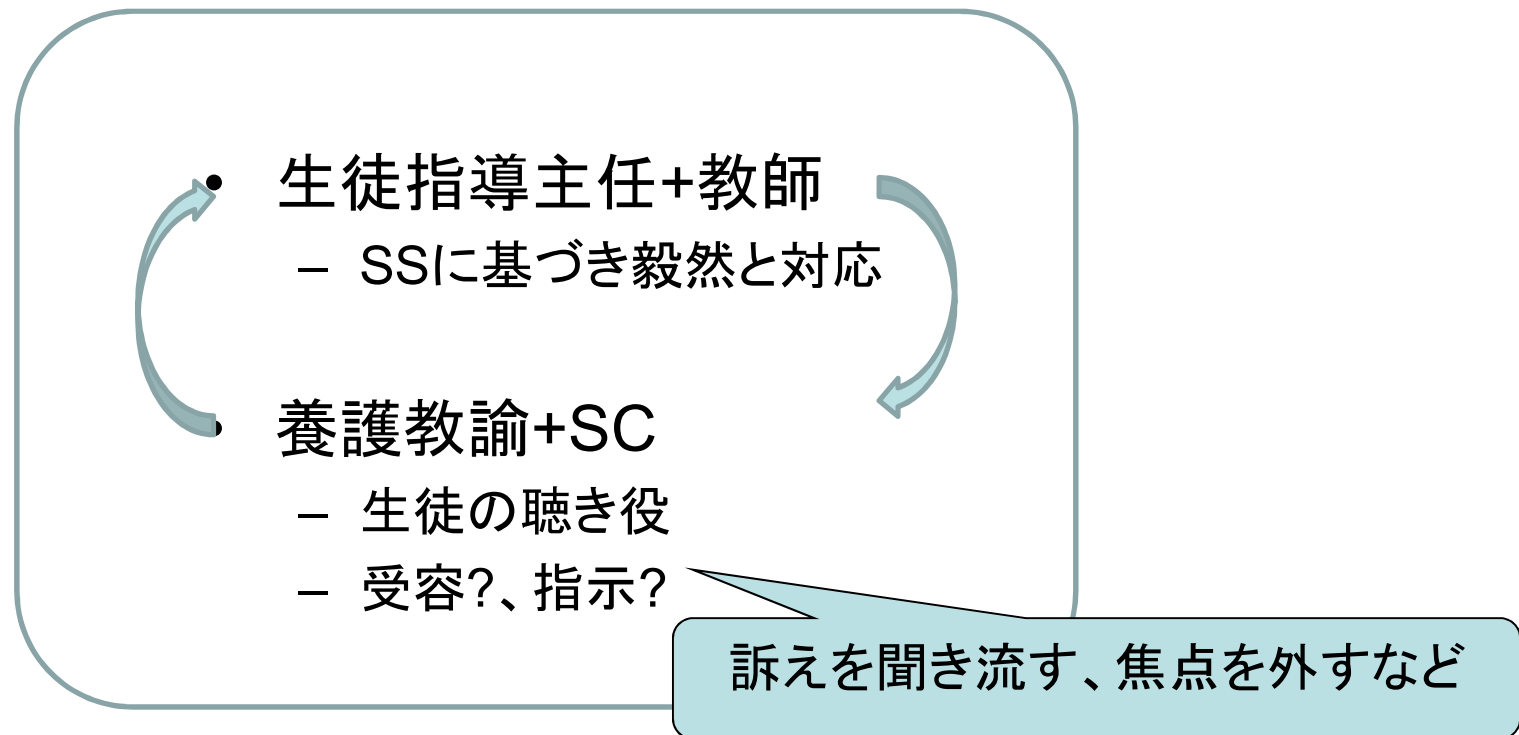 • 生徒指導主任+教師
– SSに基づき毅然と対応
• 養護教諭+SC
– 生徒の聴き役
– 受容?、指示?
訴えを聞き流す、焦点を外すなど